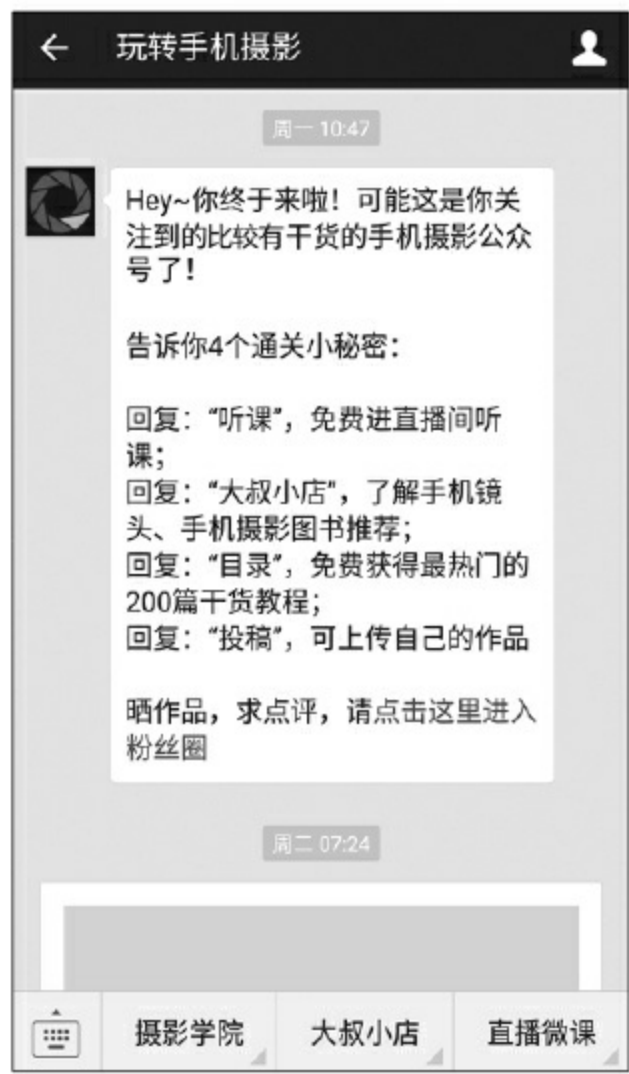 玩转手机摄影
周一 10:47
Hey~你终于来啦！可能这是你关
注到的比较有干货的手机摄影公众
号了！
告诉你4个通关小秘密：
回复：“听课”，免费进直播间听
课；
回复：“大叔小店”，了解手机镜
头、手机摄影图书推荐；
回复：“目录”，免费获得最热门的
200篇干货教程；
回复：“投稿”，可上传自己的作品
晒作品，求点评，请点击这里进入
粉丝圈
周二 07:24
摄影学院
大叔小店
直播微课